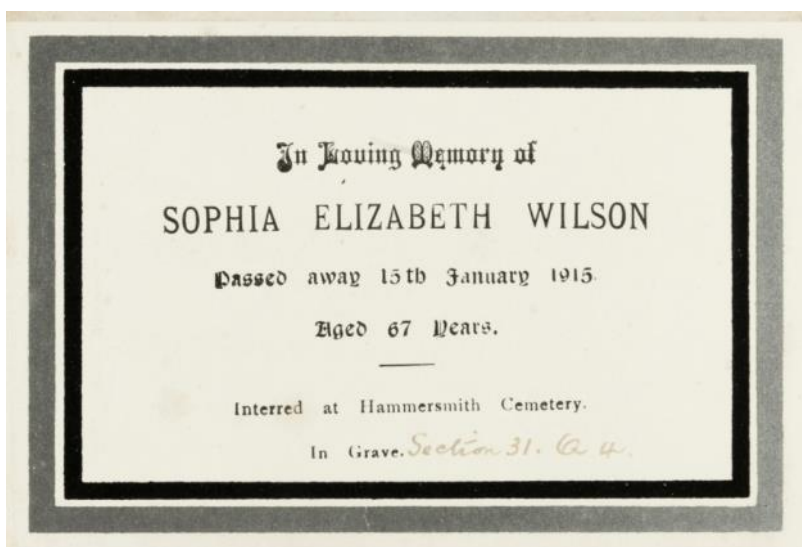 In Loving Memory of
SOPHIA ELIZABETH WILSON
Passed away 15th January 1915.
Aged 67 Years.
Interred at Hammersmith Cemetery.
In Grave. Section 31. Q 4.